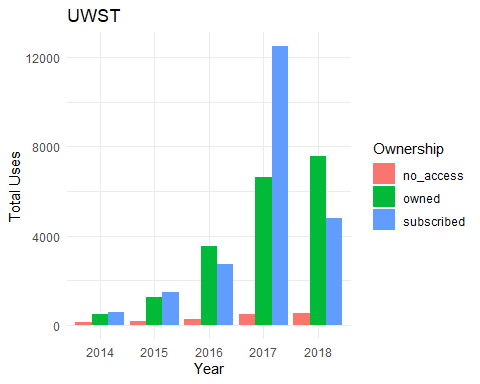 UWST
Total Uses
12000
8000
4000
0
2014 2015 2016 2017 2018
Year
Ownership
no_access
owned
subscribed